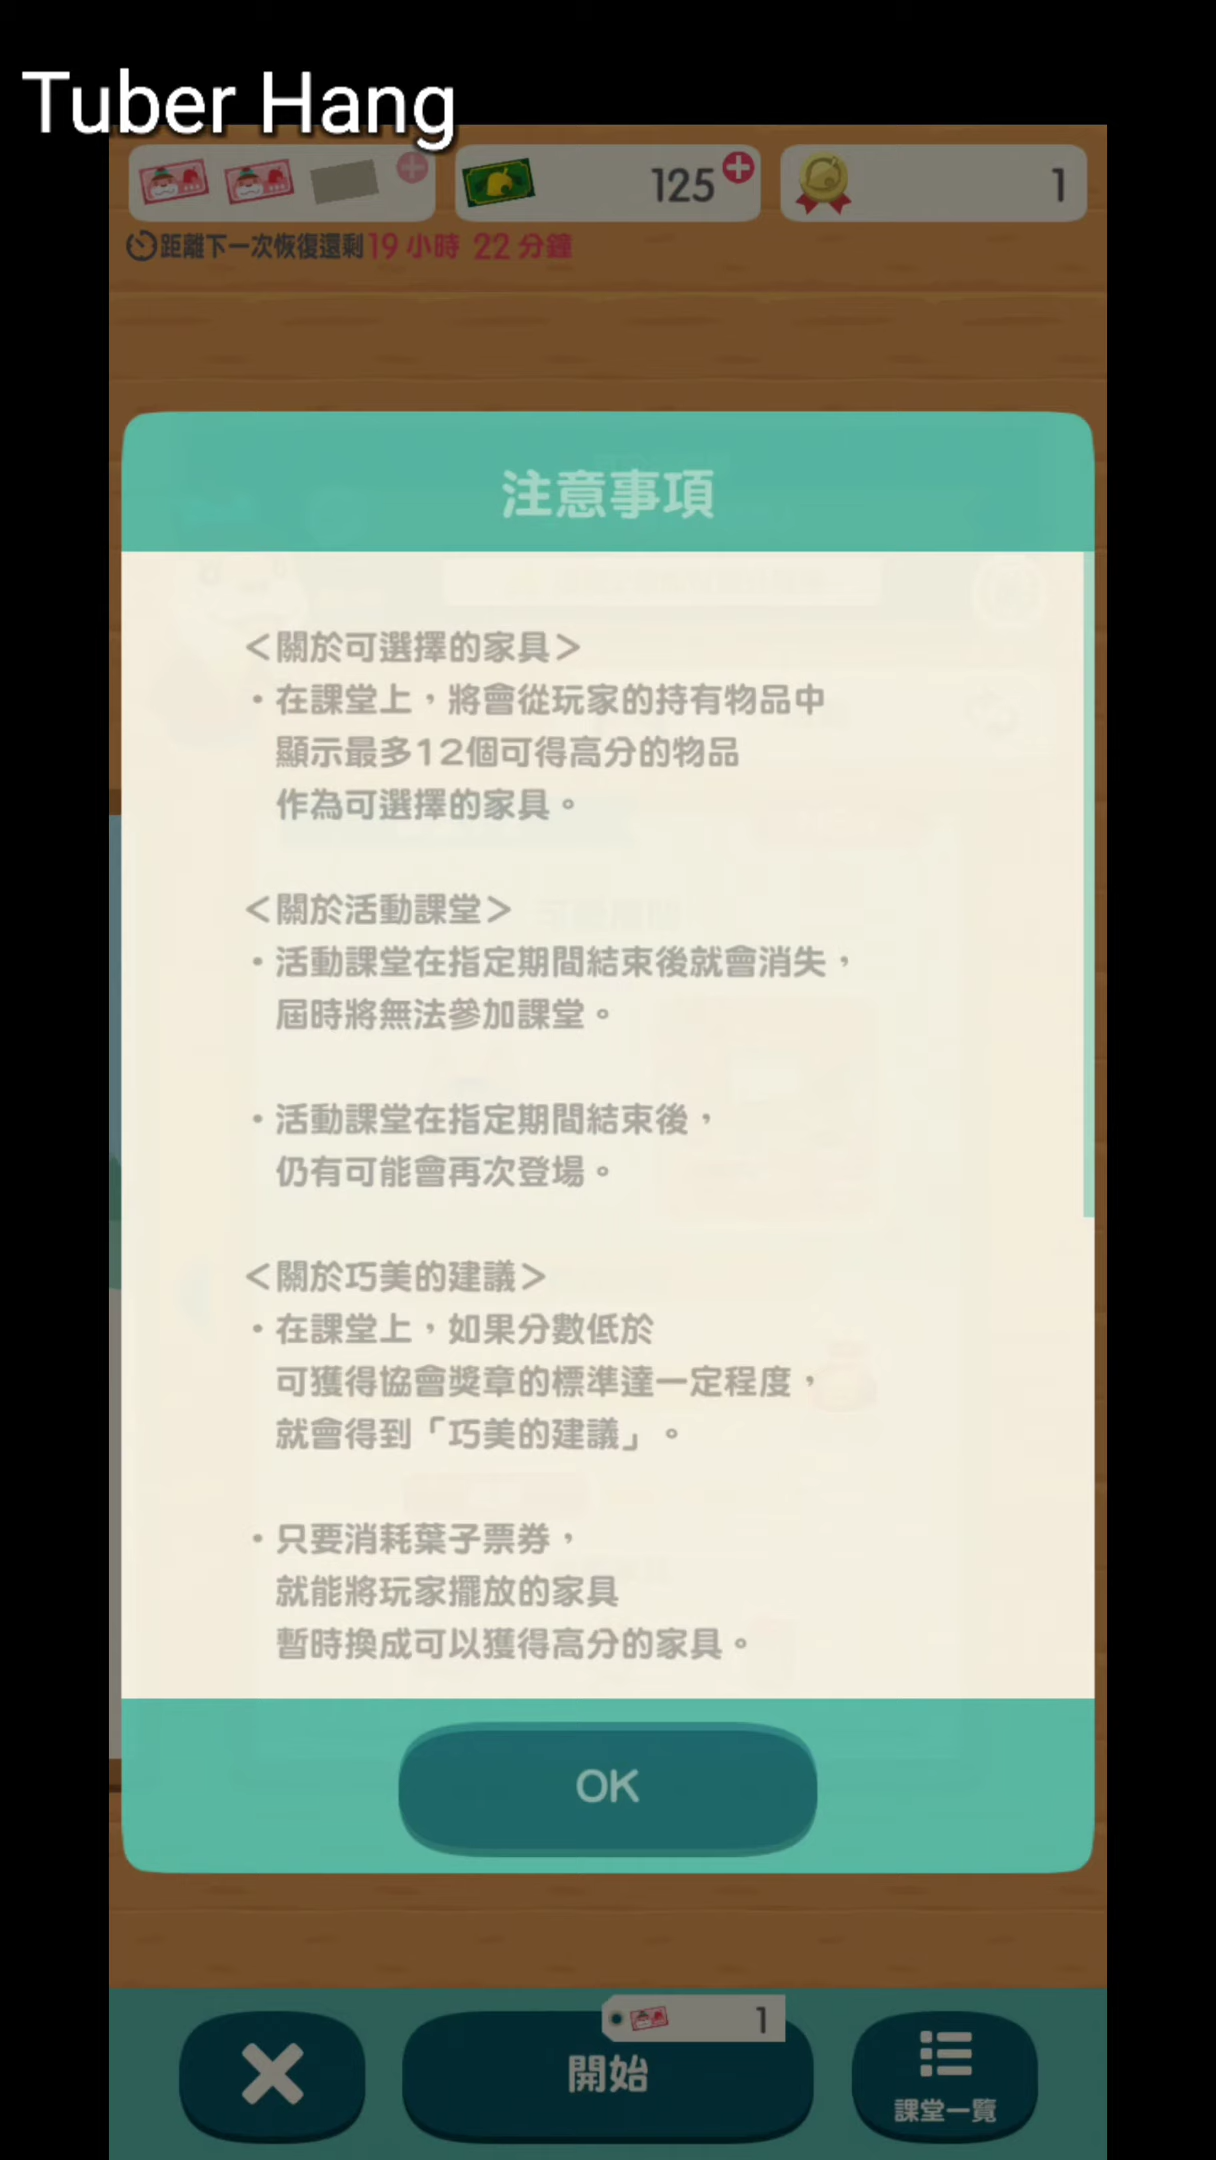 Tuber Hang
125
1
距離下一次恢復還剩19 小時 22 分鐘
注意事項
＜關於可選擇的家具＞
・在課堂上，將會從玩家的持有物品中
顯示最多12個可得高分的物品
作為可選擇的家具。
＜關於活動課堂＞
・活動課堂在指定期間結束後就會消失，
屆時將無法參加課堂。
・活動課堂在指定期間結束後，
仍有可能會再次登場。
＜關於巧美的建議＞
・在課堂上，如果分數低於
可獲得協會獎章的標準達一定程度，
就會得到「巧美的建議」。
・只要消耗葉子票券，
就能將玩家擺放的家具
暫時換成可以獲得高分的家具。
OK
1
開始
課堂一覽